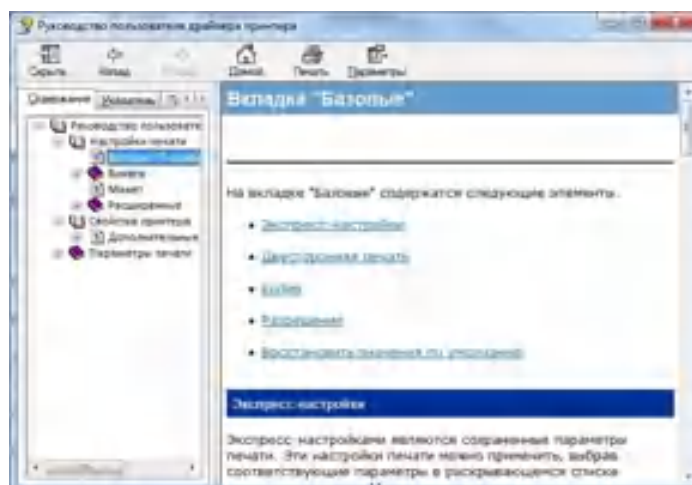 Руководство пользователя драйвера принтера
Скрыть Назад Домой Печать Параметры
Содержание Указатель
Вкладка "Базовые"
Руководство пользовате
Настройки печати
Бумага
Макет
Расширенные
Свойства принтера
Дополнительные
Параметры печати
На вкладке "Базовые" содержатся следующие элементы.
Экспресс-настройки
Двусторонняя печать
Разрешение
Восстановить значения по умолчанию
Экспресс-настройки
Экспресс-настройками являются сохраненные параметры
печати. Эти настройки печати можно применить, выбрав
соответствующие параметры в раскрывающемся списке